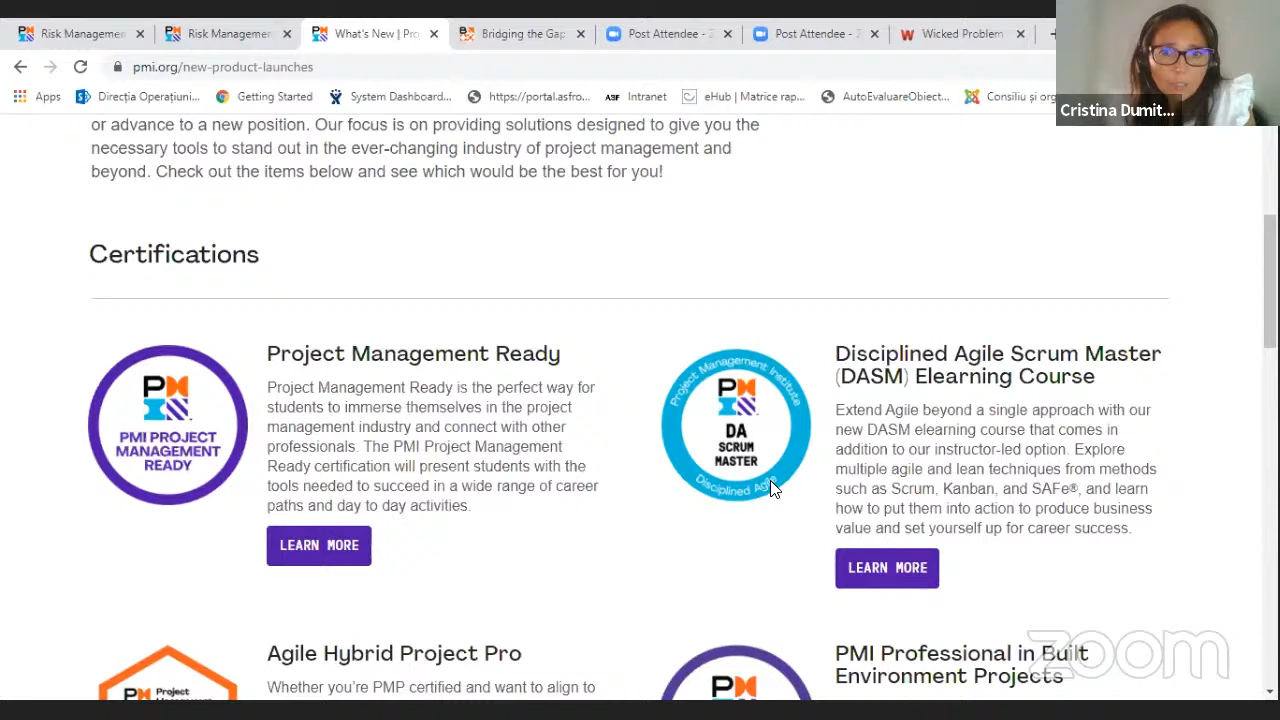 Risk Managemen
Risk Managemen
What's New | Pro
Bridging the Gap
Post Attendee - Z
Post Attendee - Z
Wicked Problem
pmi.org/new-product-launches
Apps
Direcția Operațiuni...
Getting Started
System Dashboard...
https://portal.asfro...
A3F
Intranet
eHub | Matrice rap...
AutoEvaluareObiect...
Consiliu și org
Cristina Dumit...
or advance to a new position. Our focus is on providing solutions designed to give you the
necessary tools to stand out in the ever-changing industry of project management and
beyond. Check out the items below and see which would be the best for you!
Certifications
PMI PROJECT
MANAGEMENT
READY
Project Management Ready
Project Management Ready is the perfect way for
students to immerse themselves in the project
management industry and connect with other
professionals. The PMI Project Management
Ready certification will present students with the
tools needed to succeed in a wide range of career
paths and day to day activities.
LEARN MORE
Project Management Institute
DA
SCRUM
MASTER
Disciplined Agile
Disciplined Agile Scrum Master
(DASM) Elearning Course
Extend Agile beyond a single approach with our
new DASM elearning course that comes in
addition to our instructor-led option. Explore
multiple agile and lean techniques from methods
such as Scrum, Kanban, and SAFe®, and learn
how to put them into action to produce business
value and set yourself up for career success.
LEARN MORE
Project
Agile Hybrid Project Pro
Whether you're PMP certified and want to align to
PMI Professional in Built
Environment Projects
zoom